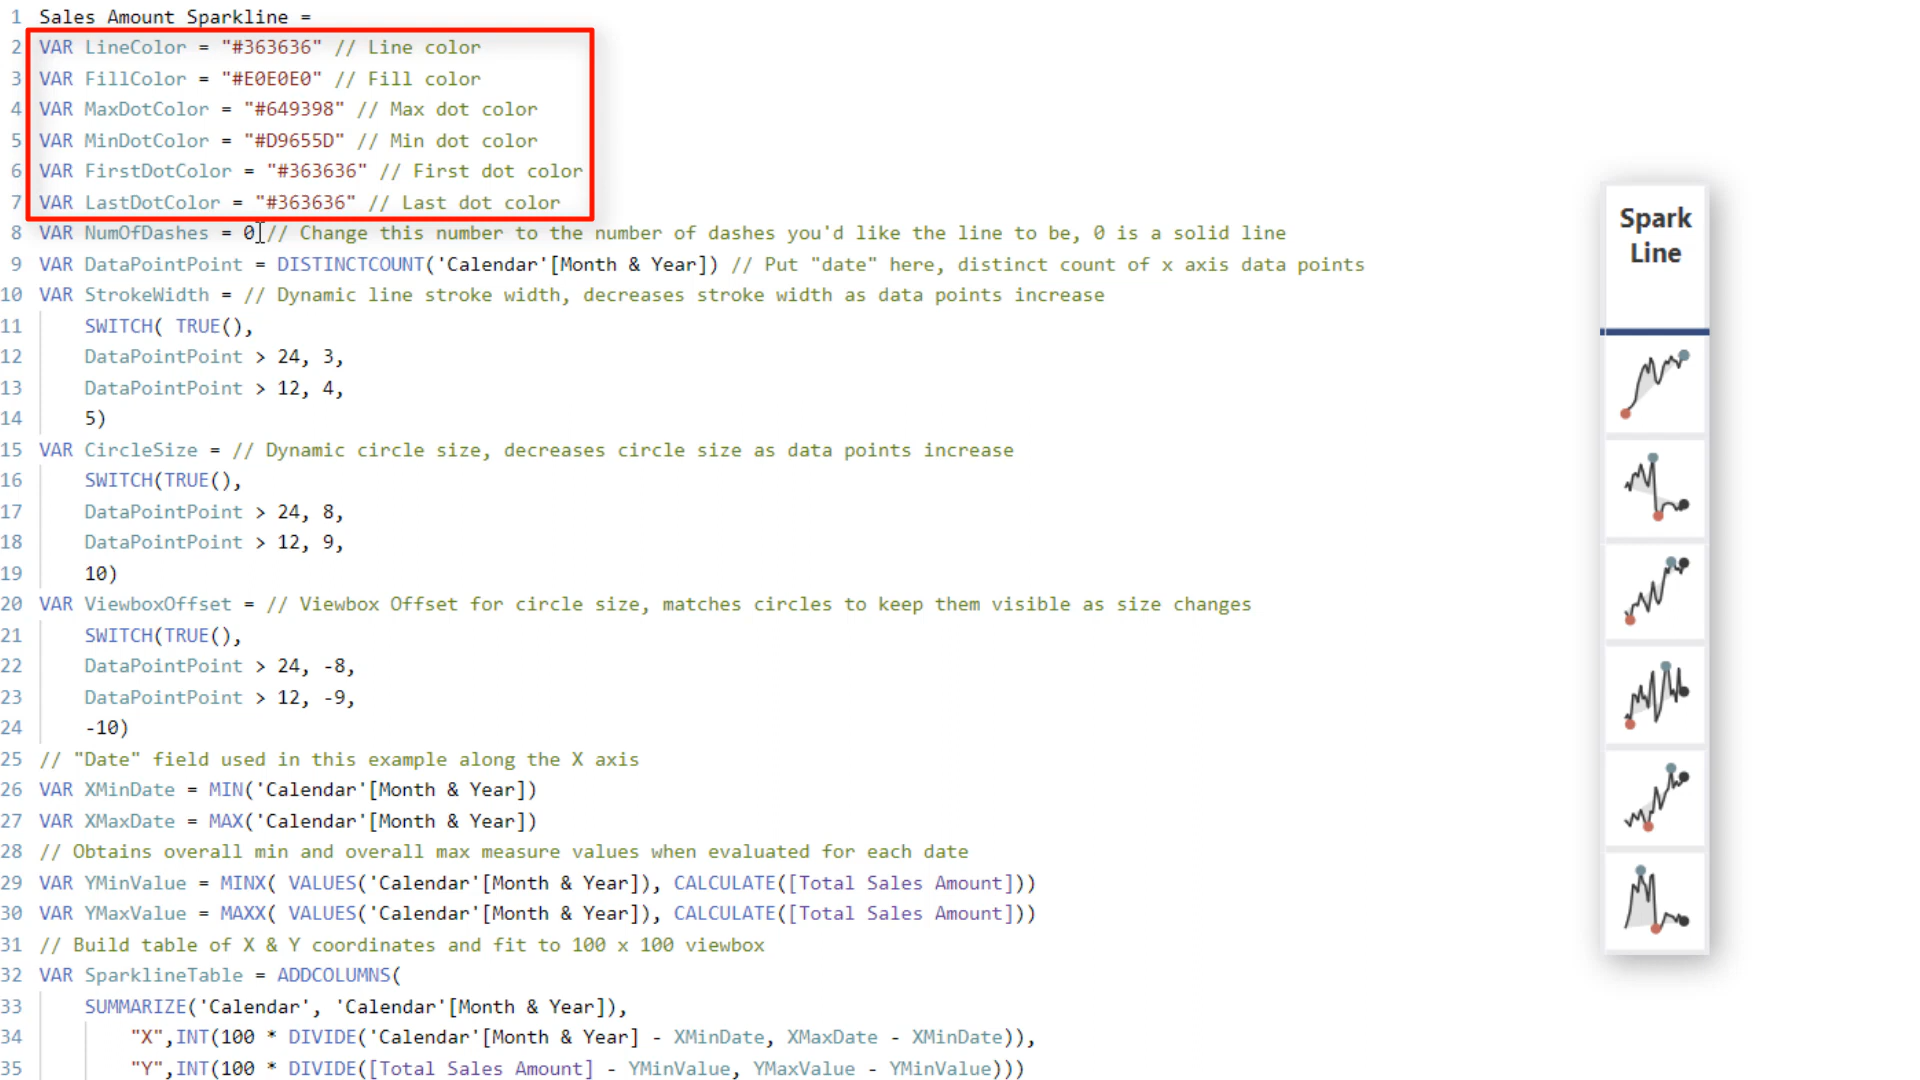 1 Sales Amount Sparkline =
2 VAR LineColor = "#363636" // Line color
3 VAR FillColor = "#E0E0E0" // Fill color
4 VAR MaxDotColor = "#649398" // Max dot color
5 VAR MinDotColor = "#D9655D" // Min dot color
6 VAR FirstDotColor = "#363636" // First dot color
7 VAR LastDotColor = "#363636" // Last dot color
8 VAR NumOfDashes = 0 // Change this number to the number of dashes you'd like the line to be, 0 is a solid line
9 VAR DataPointPoint = DISTINCTCOUNT('Calendar'[Month & Year]) // Put "date" here, distinct count of x axis data points
10 VAR StrokeWidth = // Dynamic line stroke width, decreases stroke width as data points increase
11 SWITCH( TRUE(),
12 DataPointPoint > 24, 3,
13 DataPointPoint > 12, 4,
14 5)
15 VAR CircleSize = // Dynamic circle size, decreases circle size as data points increase
16 SWITCH(TRUE(),
17 DataPointPoint > 24, 8,
18 DataPointPoint > 12, 9,
19 10)
20 VAR ViewboxOffset = // Viewbox Offset for circle size, matches circles to keep them visible as size changes
21 SWITCH(TRUE(),
22 DataPointPoint > 24, -8,
23 DataPointPoint > 12, -9,
24 -10)
25 // "Date" field used in this example along the X axis
26 VAR XMinDate = MIN('Calendar'[Month & Year])
27 VAR XMaxDate = MAX('Calendar'[Month & Year])
28 // Obtains overall min and overall max measure values when evaluated for each date
29 VAR YMinValue = MINX( VALUES('Calendar'[Month & Year]), CALCULATE([Total Sales Amount]))
30 VAR YMaxValue = MAXX( VALUES('Calendar'[Month & Year]), CALCULATE([Total Sales Amount]))
31 // Build table of X & Y coordinates and fit to 100 x 100 viewbox
32 VAR SparklineTable = ADDCOLUMNS(
33 SUMMARIZE('Calendar', 'Calendar'[Month & Year]),
34 "X",INT(100 * DIVIDE('Calendar'[Month & Year] - XMinDate, XMaxDate - XMinDate)),
35 "Y",INT(100 * DIVIDE([Total Sales Amount] - YMinValue, YMaxValue - YMinValue)))
Spark
Line